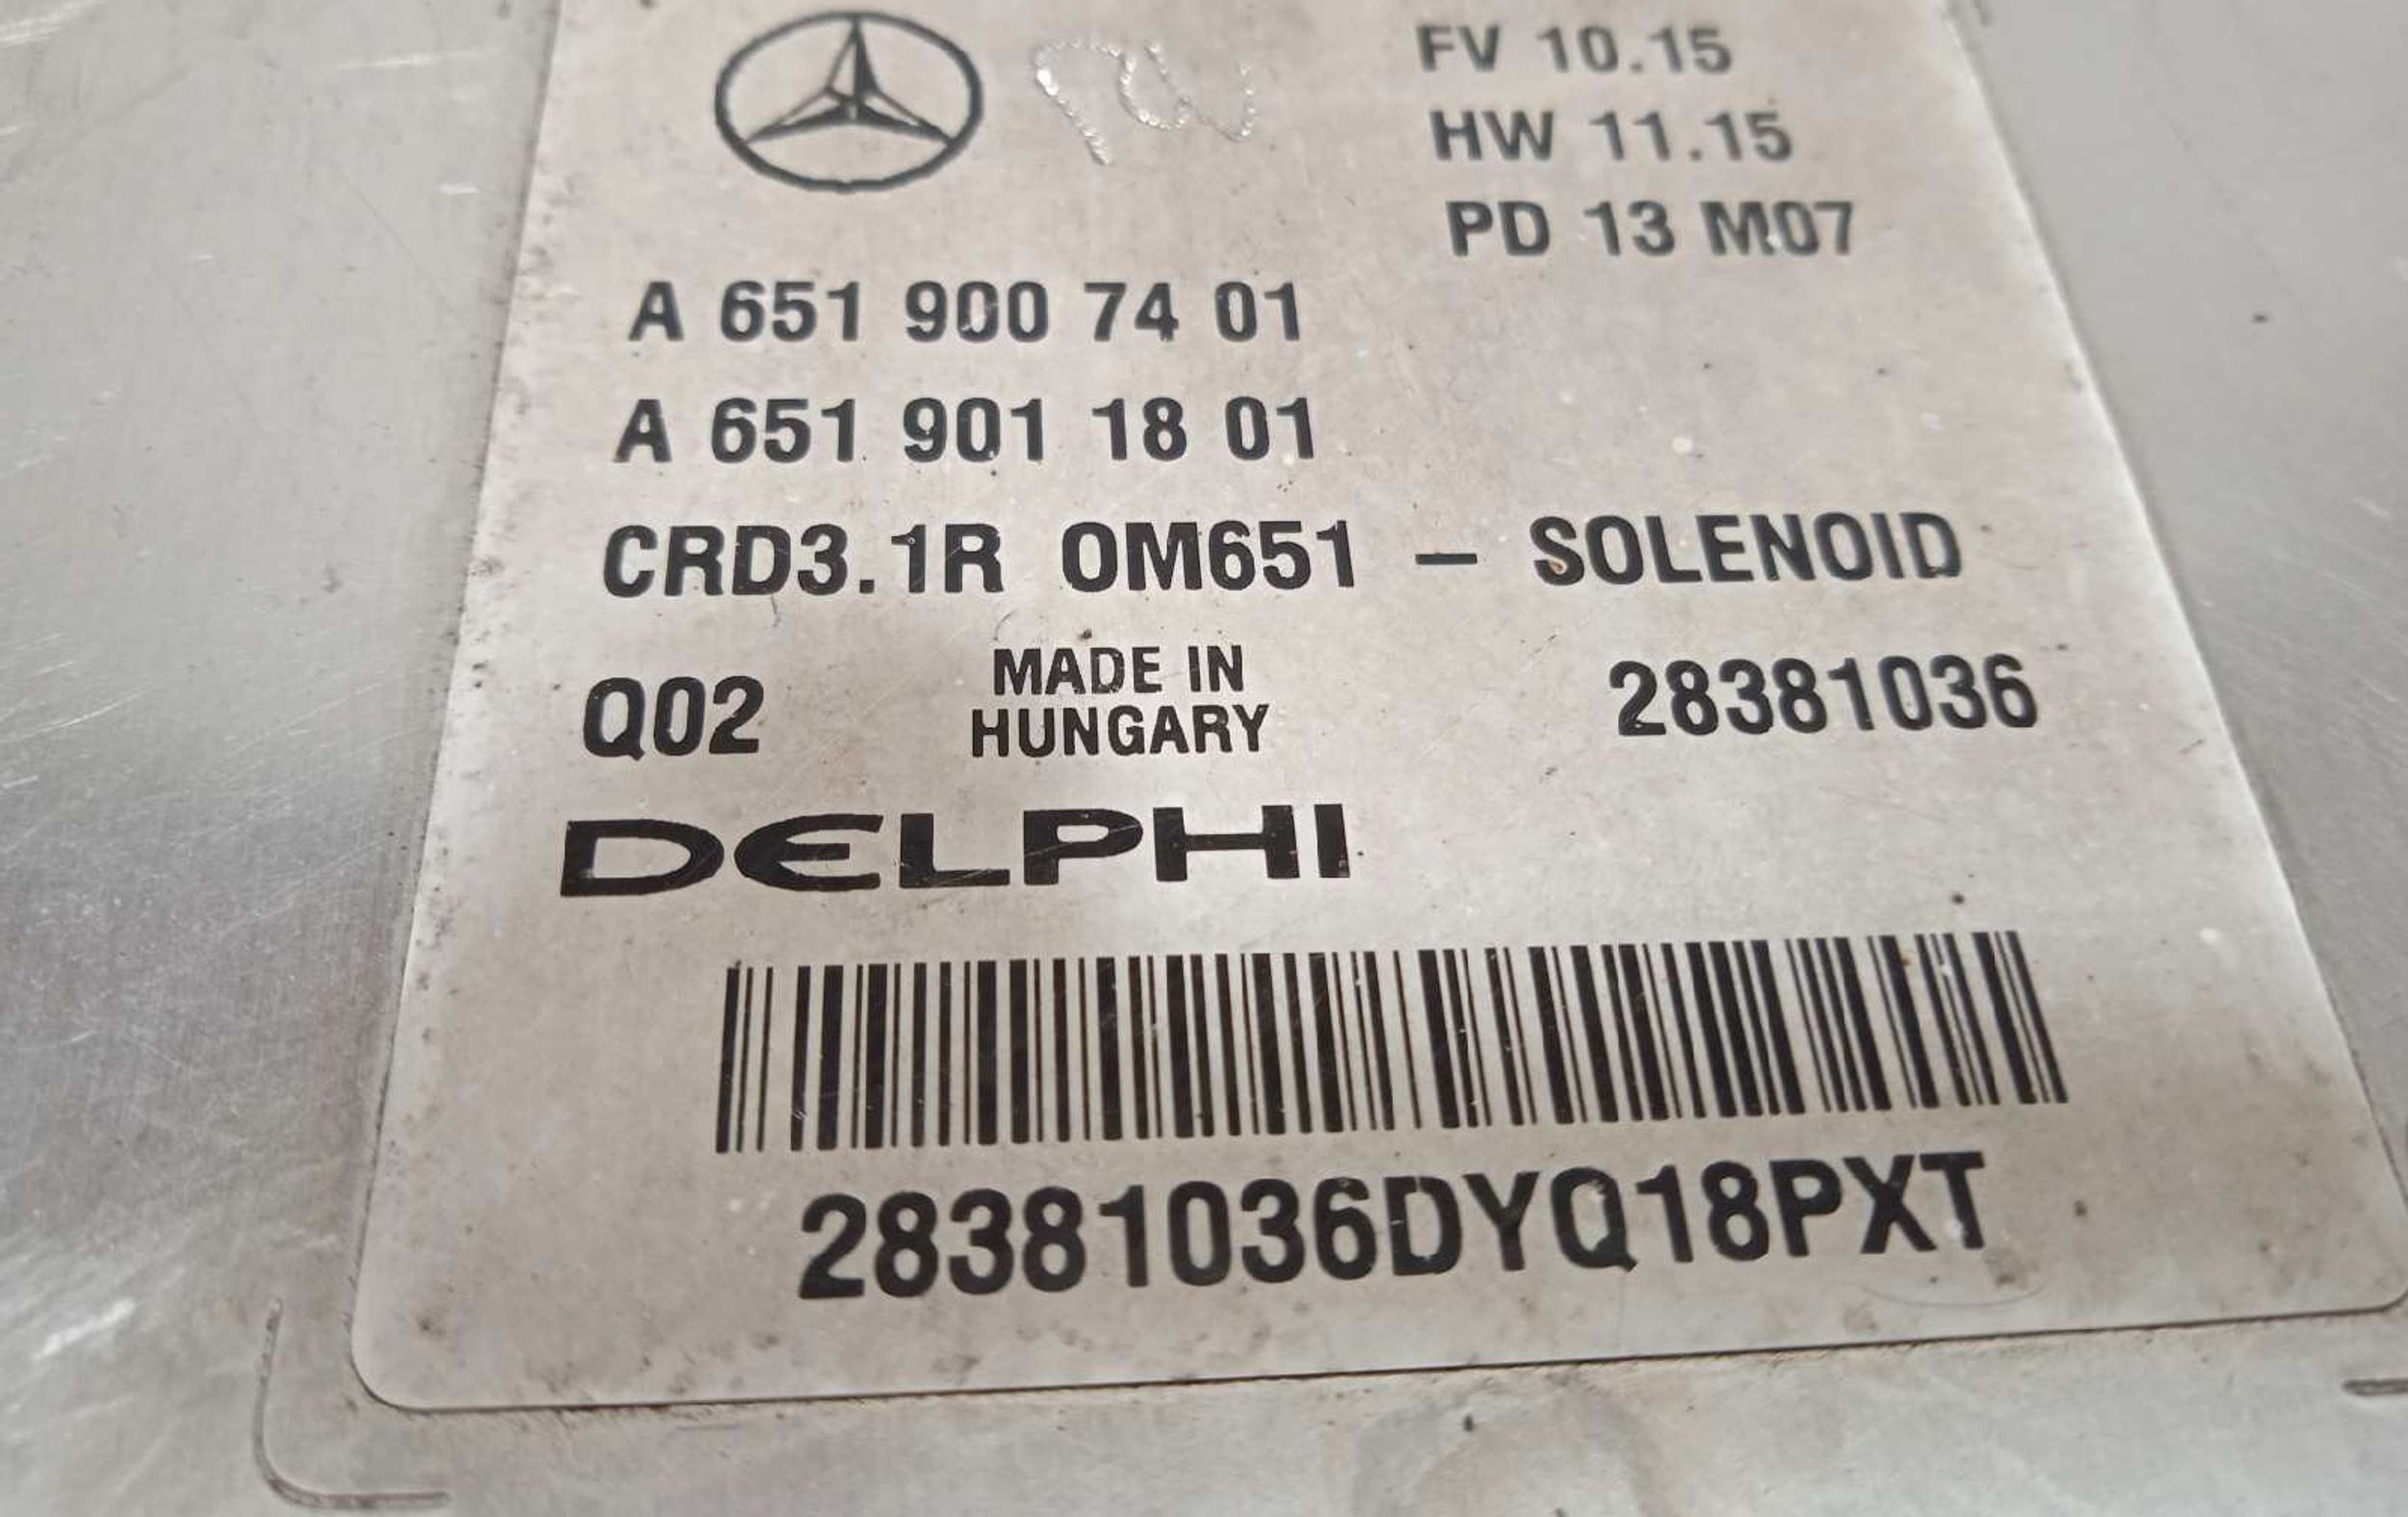 FV 10.15
HW 11.15
PD 13 M07
A 651 900 74 01
A 651 901 18 01
CRD3.1R OM651 – SOLENOID
Q02
MADE IN
HUNGARY
28381036
DELPHI
28381036DYQ18PXT